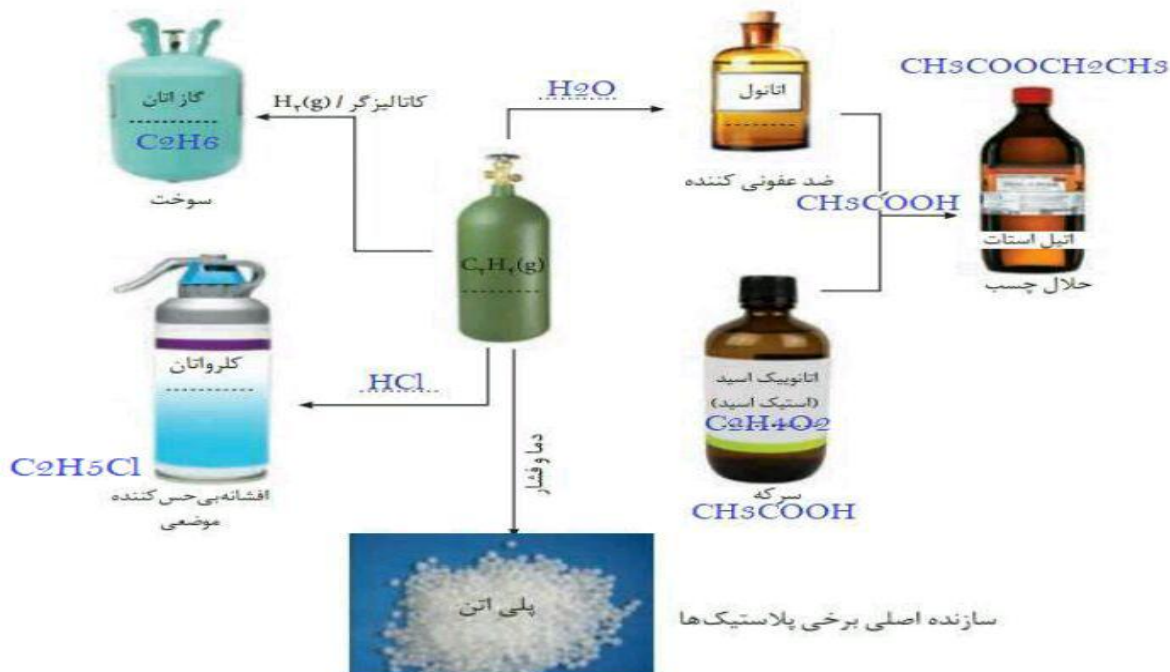 گاز اتان
C2H6
سوخت
کاتالیزگر / H₂(g)
H2O
اتانول
ضد عفونی کننده
CH3COOCH2CH3
CH3COOH
اتیل استات
حلال چسب
C₂H₄(g)
کلرواتان
C2H5Cl
افشانه بی‌حس کننده
موضعی
HCl
دما و فشار
اتانوییک اسید
(استیک اسید)
C2H4O2
سرکه
CH3COOH
پلی اتن
سازنده اصلی برخی پلاستیک‌ها